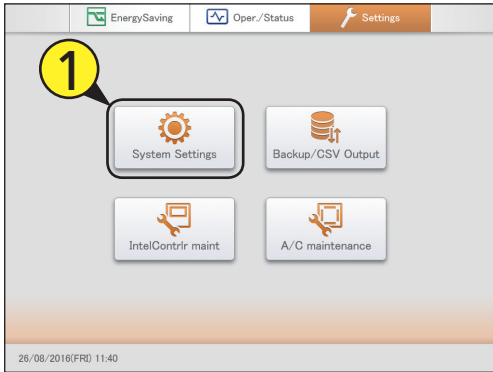 EnergySaving Oper./Status Settings
1
System Settings Backup/CSV Output
IntelContrlr maint A/C maintenance
26/08/2016(FRI) 11:40